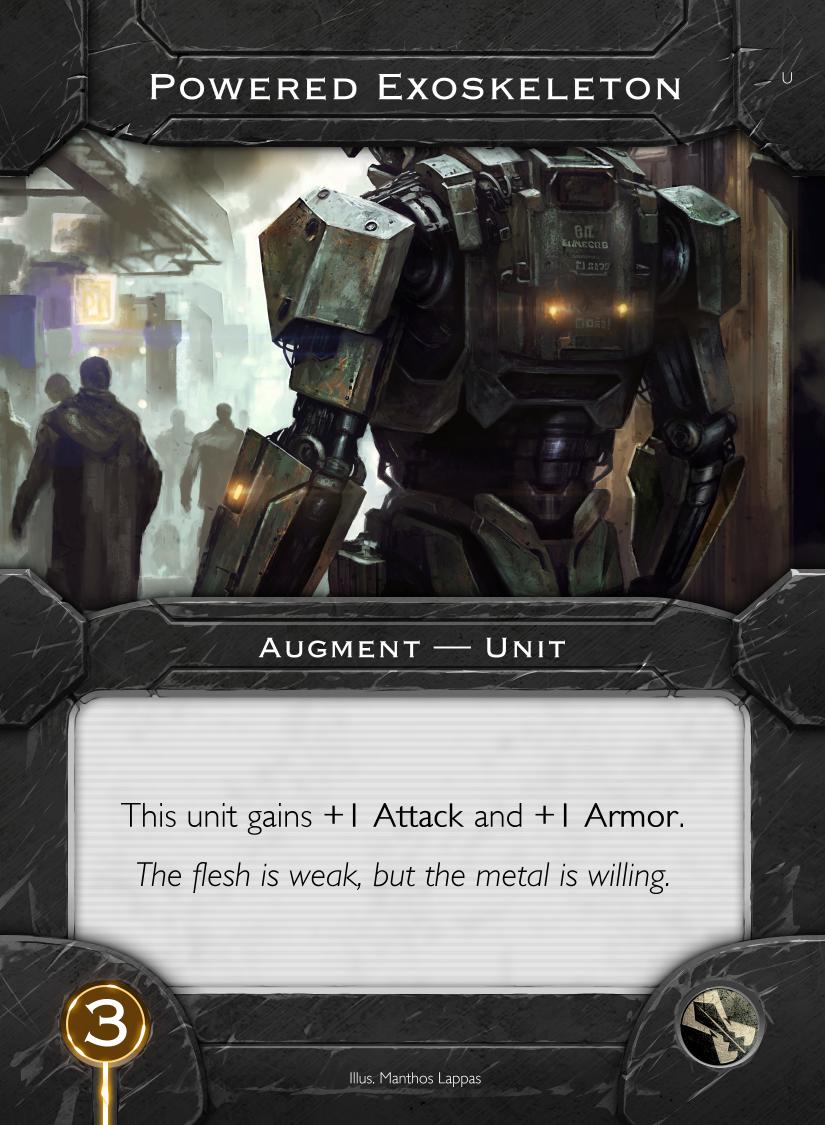 Powered Exoskeleton
U
Augment — Unit
This unit gains +1 Attack and +1 Armor.
The flesh is weak, but the metal is willing.
3
Illus. Manthos Lappas